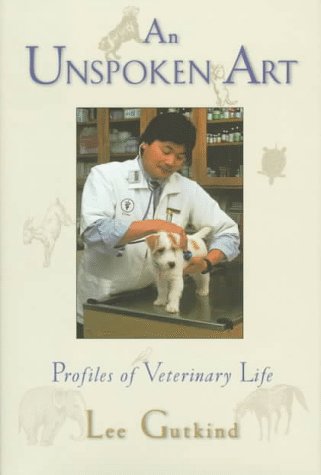 An
UNSPOKEN ART
Profiles of Veterinary Life
Lee Gutkind